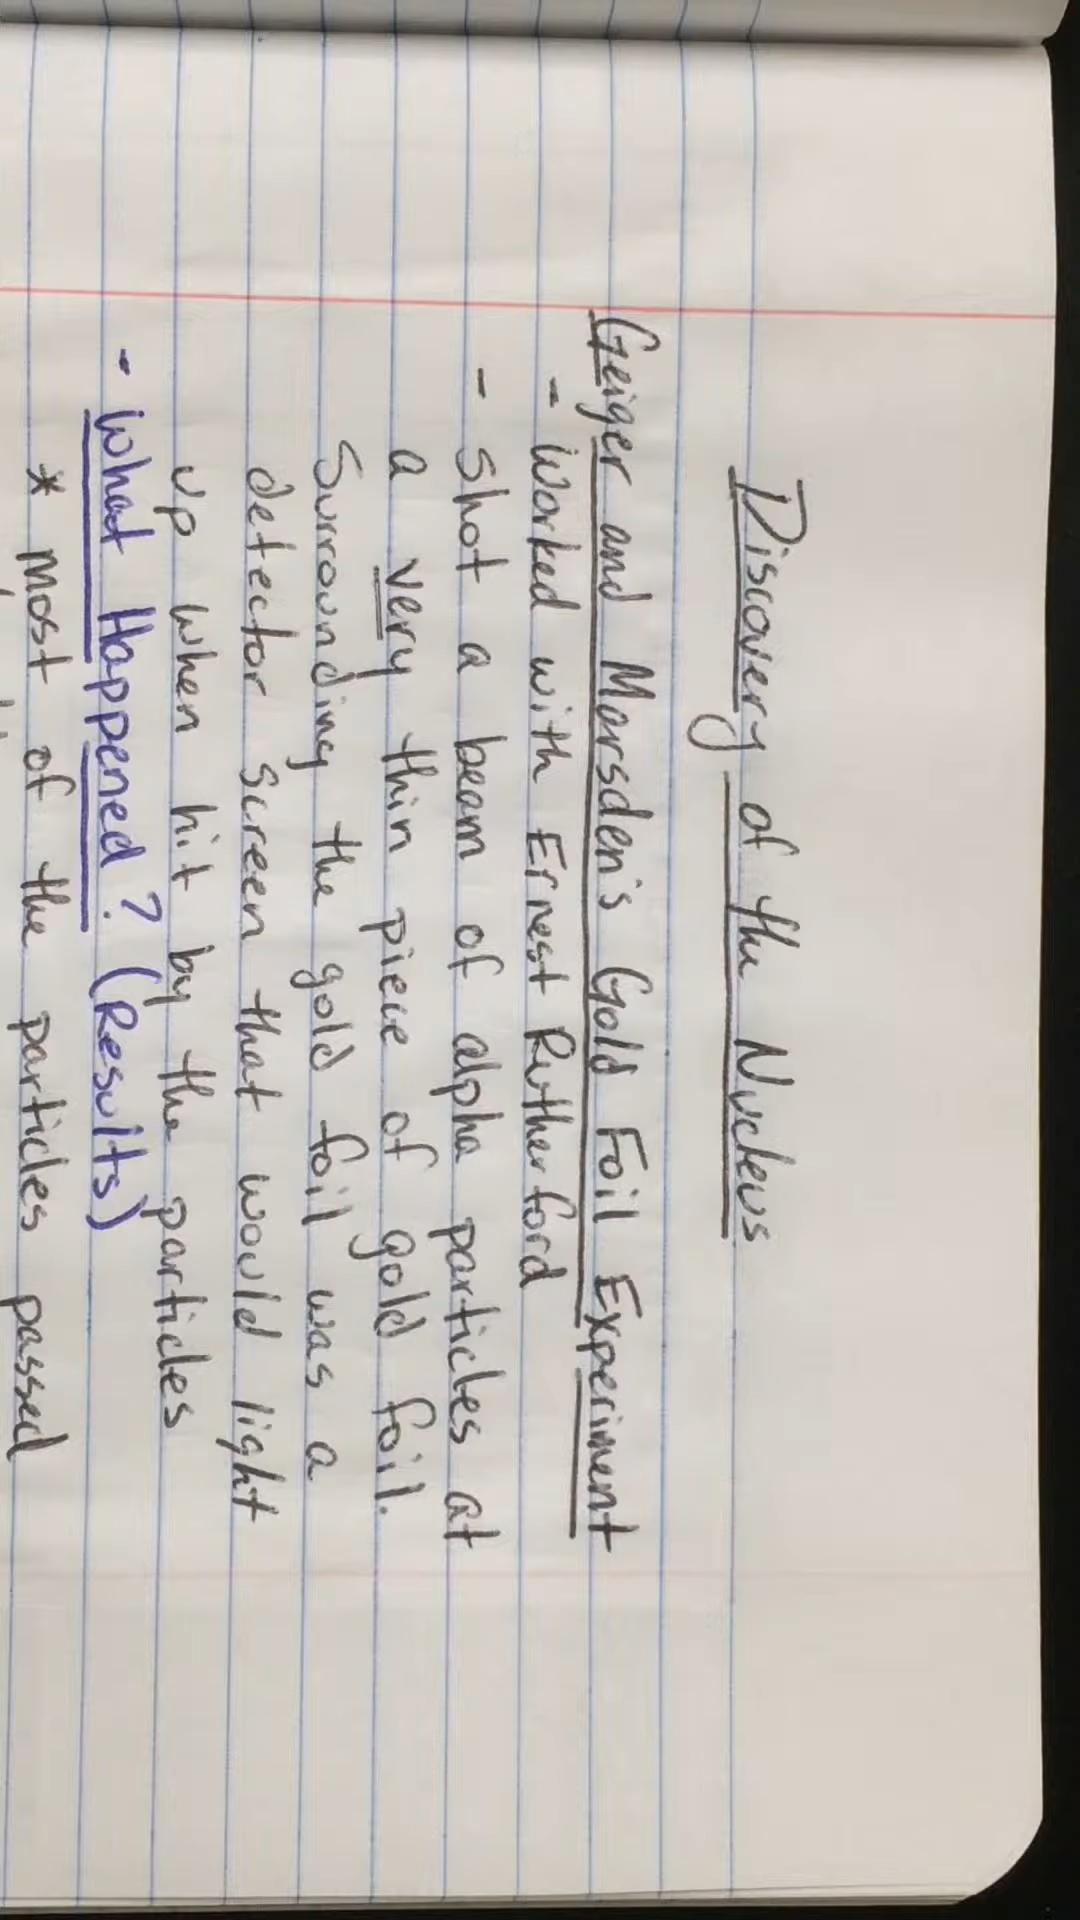 Discovery of the Nucleus
Geiger and Marsden's Gold Foil Experiment
- Worked with Ernest Rutherford
- Shot a beam of alpha particles at
a very thin piece of gold foil.
Surrounding the gold foil was a
detector screen that would light
up when hit by the particles
- What Happened? (Results)
* Most of the particles passed